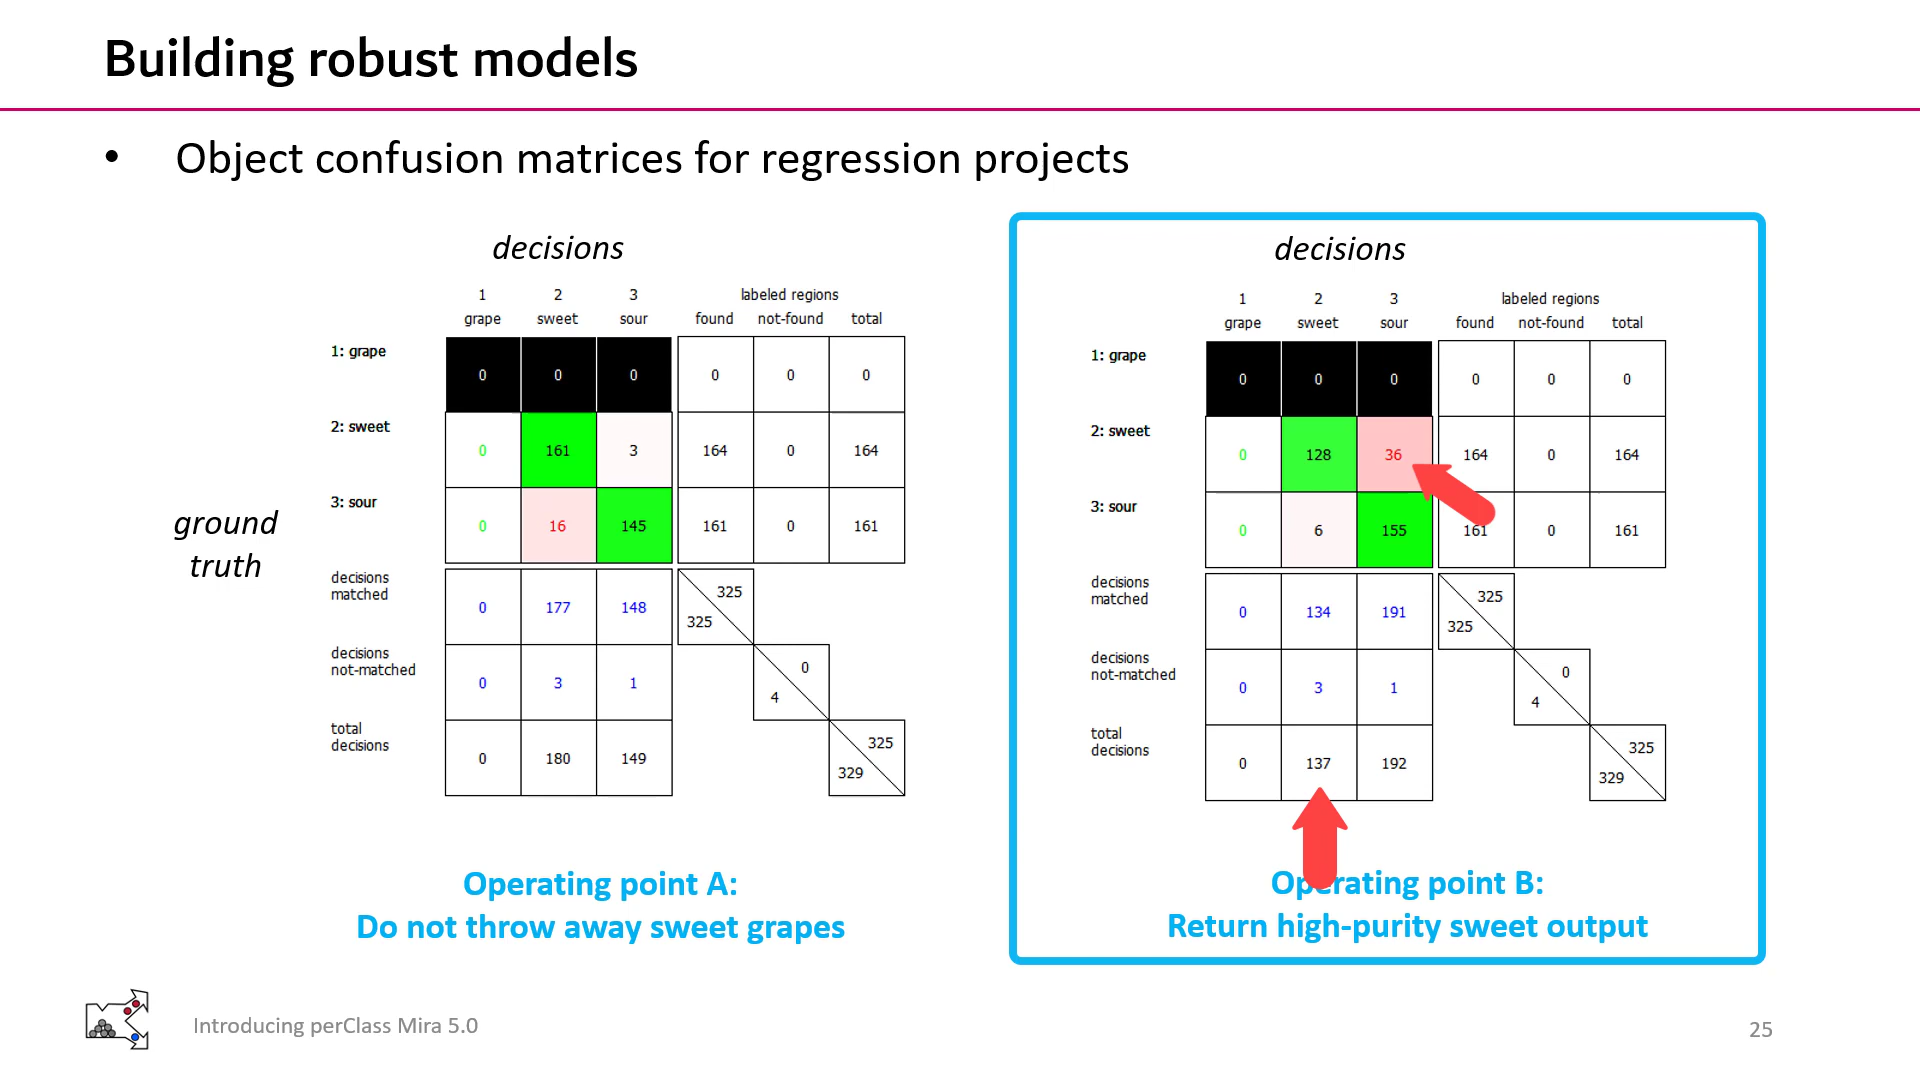 Building robust models
• Object confusion matrices for regression projects
decisions
1 2 3 labeled regions
grape sweet sour found not-found total
1: grape 0 0 0 0 0 0
2: sweet 0 161 3 164 0 164
3: sour 0 16 145 161 0 161
ground
truth
decisions
matched 0 177 148 325 325
decisions
not-matched 0 3 1 0 4
total
decisions 0 180 149 325 329
Operating point A:
Do not throw away sweet grapes
decisions
1 2 3 labeled regions
grape sweet sour found not-found total
1: grape 0 0 0 0 0 0
2: sweet 0 128 36 164 0 164
3: sour 0 6 155 161 0 161
decisions
matched 0 134 191 325 325
decisions
not-matched 0 3 1 0 4
total
decisions 0 137 192 325 329
Operating point B:
Return high-purity sweet output
Introducing perClass Mira 5.0
25